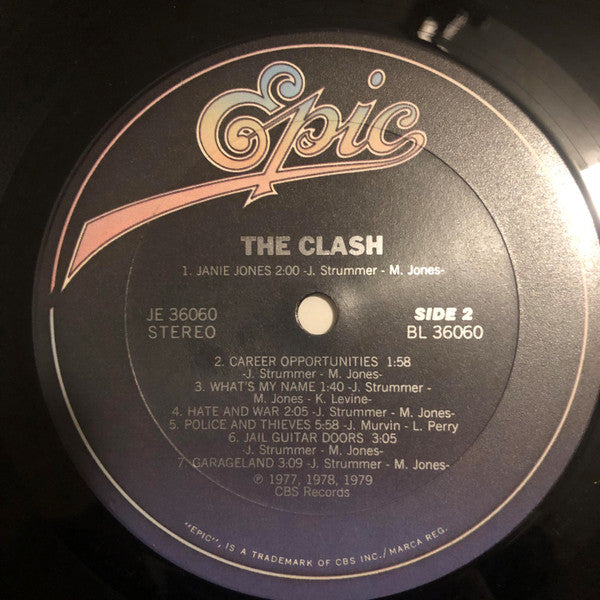 Epic
THE CLASH
1. JANIE JONES 2:00 -J. Strummer - M. Jones-
JE 36060
STEREO
SIDE 2
BL 36060
2. CAREER OPPORTUNITIES 1:58
-J. Strummer - M. Jones-
3. WHAT'S MY NAME 1:40 -J. Strummer -
M. Jones - K. Levine-
4. HATE AND WAR 2:05 -J. Strummer - M. Jones-
5. POLICE AND THIEVES 5:58 -J. Murvin - L. Perry
6. JAIL GUITAR DOORS 3:05
-J. Strummer - M. Jones-
7. GARAGELAND 3:09 -J. Strummer - M. Jones-
℗ 1977, 1978, 1979
CBS Records
"EPIC", IS A TRADEMARK OF CBS INC./MARCA REG.